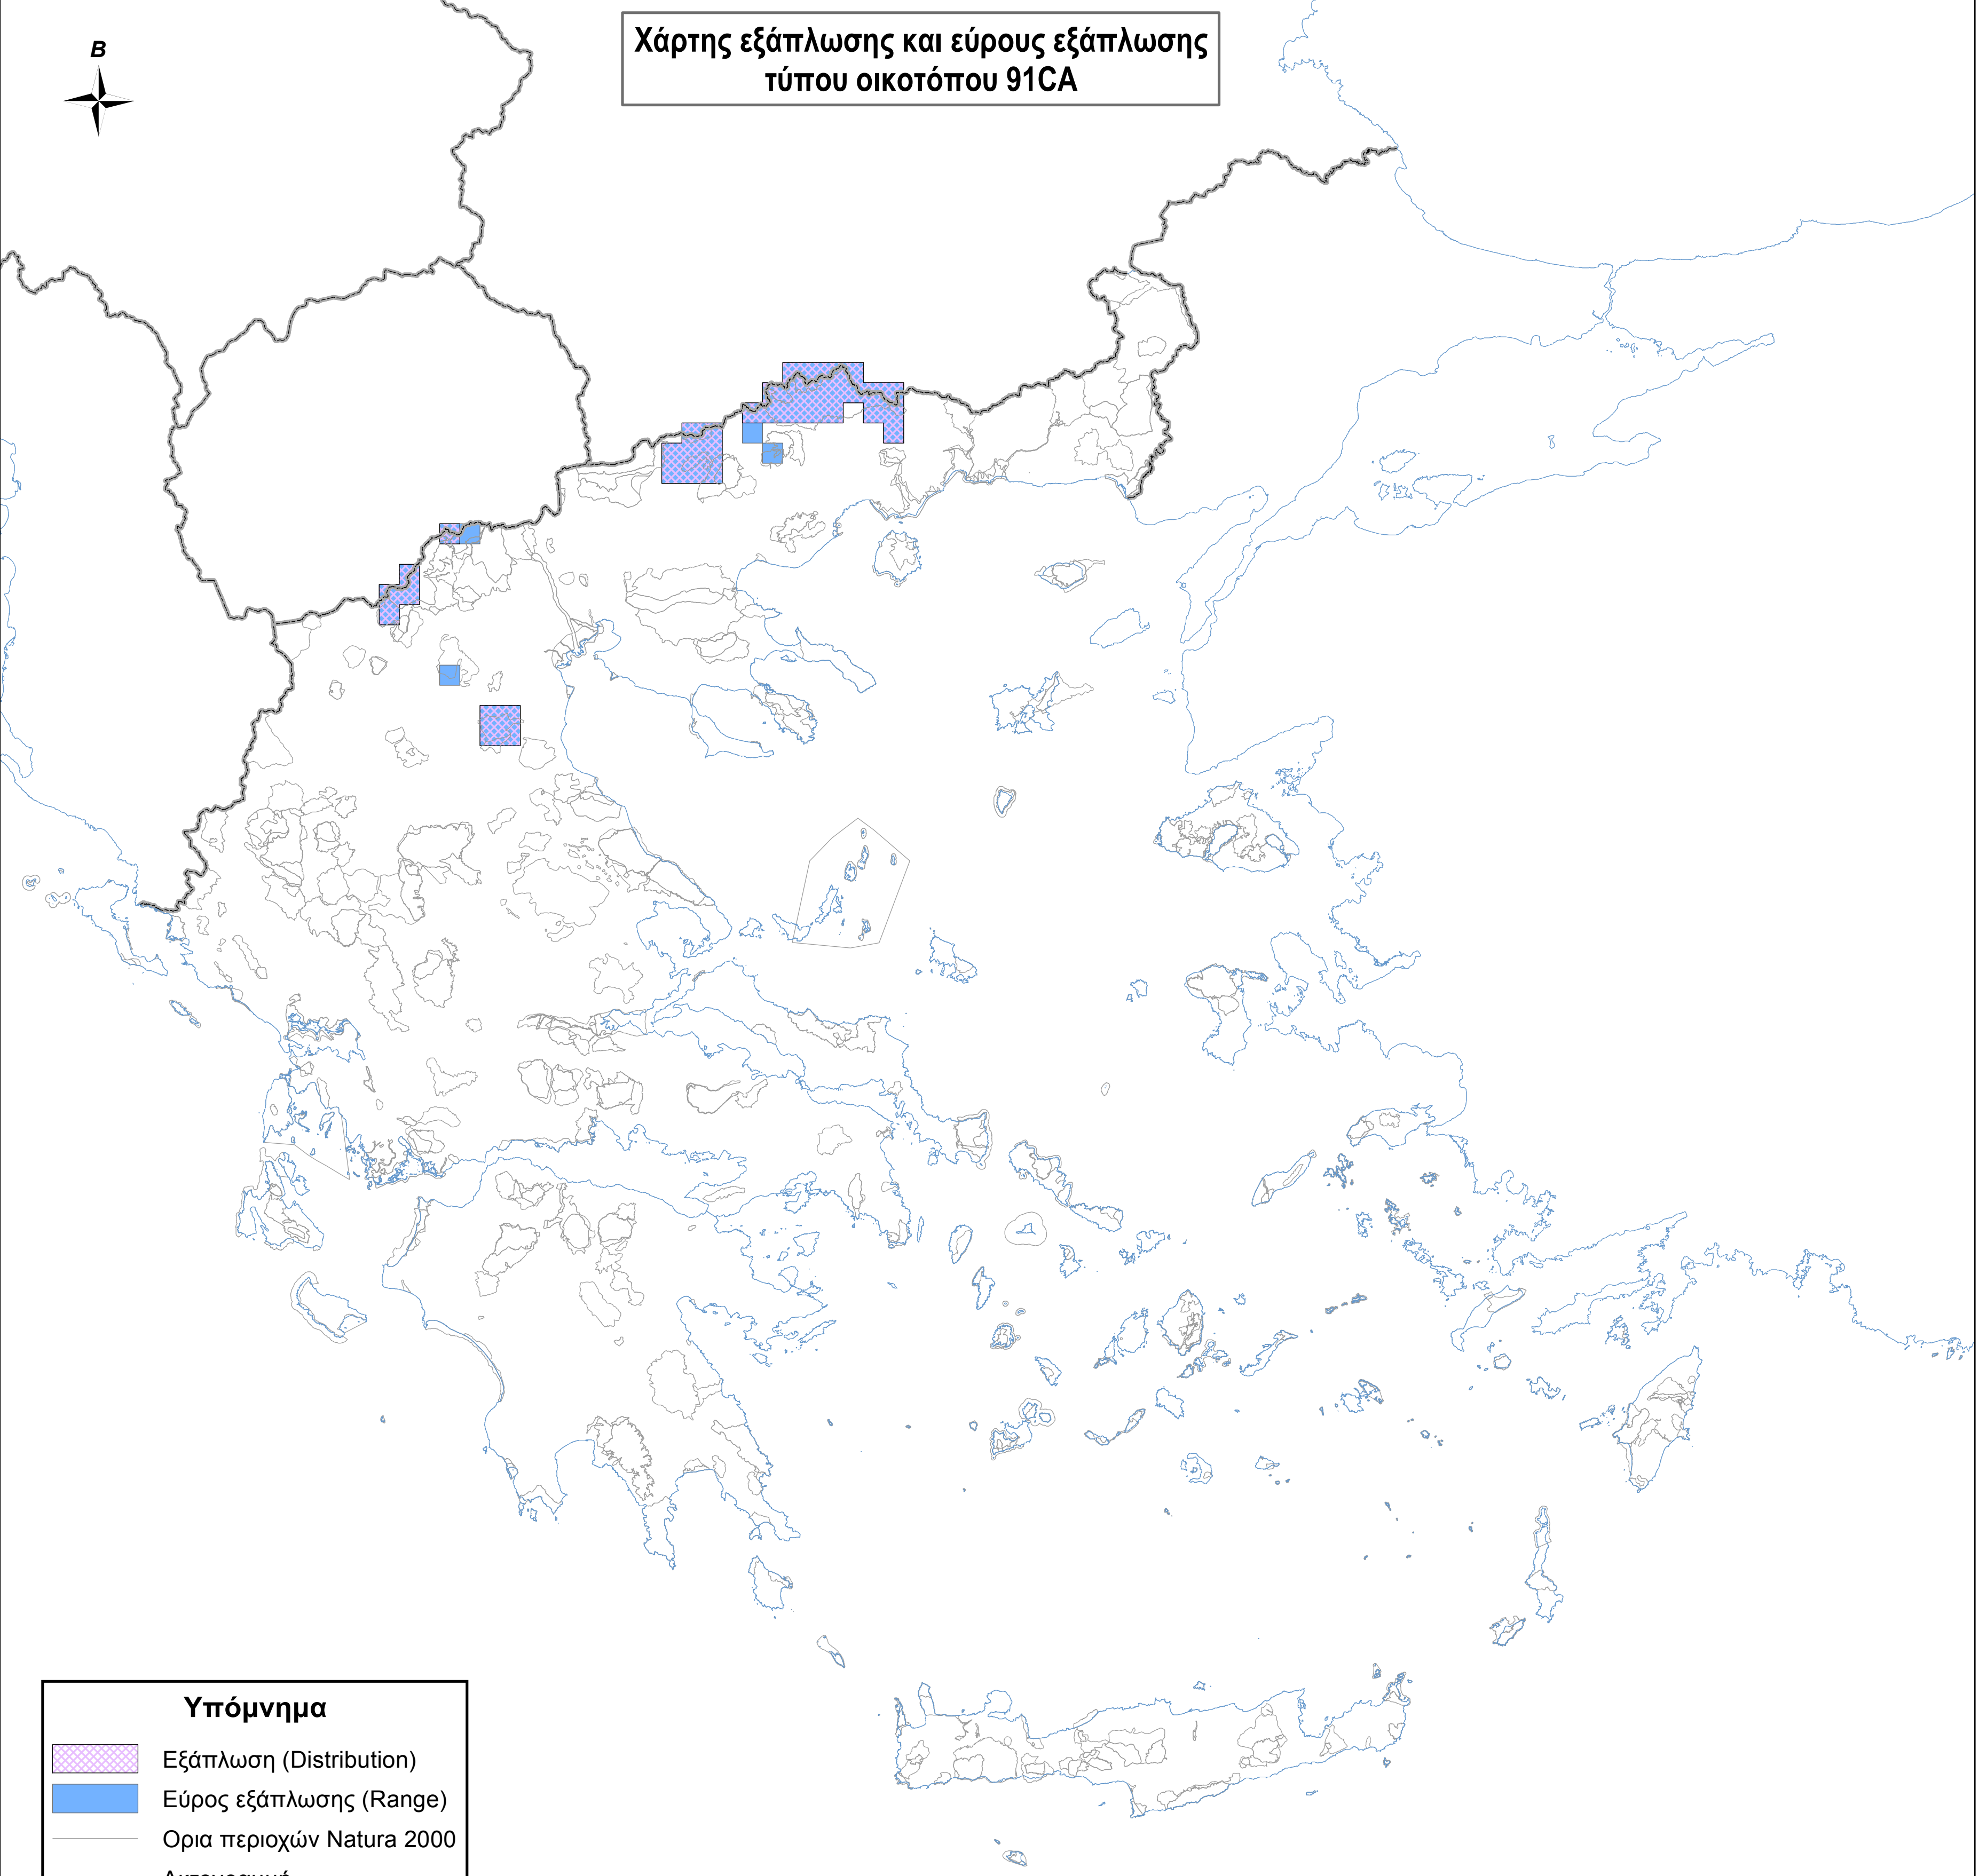 Β
Χάρτης εξάπλωσης και εύρους εξάπλωσης
τύπου οικοτόπου 91CA
Υπόμνημα
Εξάπλωση (Distribution)
Εύρος εξάπλωσης (Range)
Ορια περιοχών Natura 2000